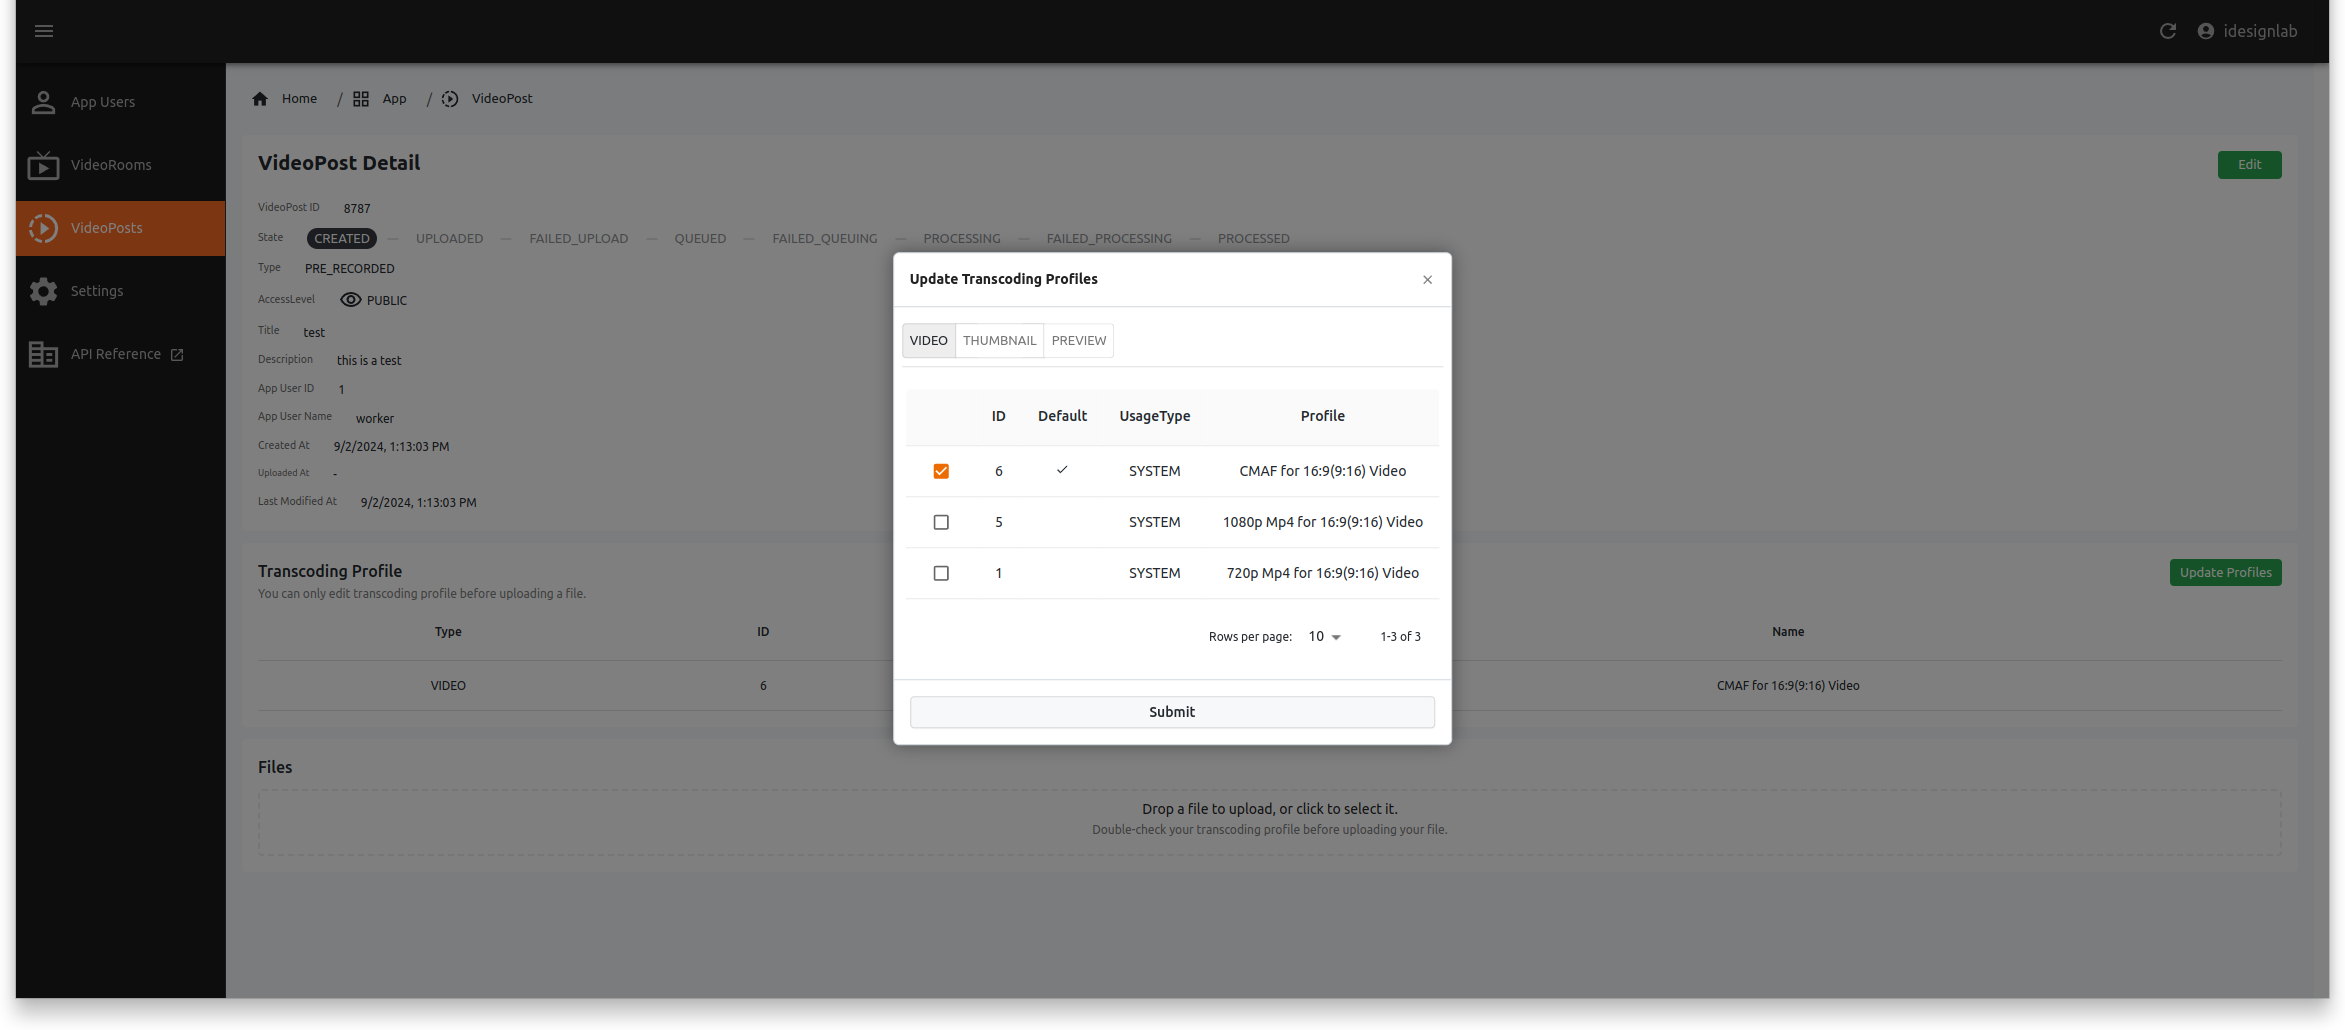 idesignlab
App Users
VideoRooms
VideoPosts
Settings
API Reference
Home / App / VideoPost
VideoPost Detail
Edit
VideoPost ID 8787
State CREATED — UPLOADED — FAILED_UPLOAD — QUEUED — FAILED_QUEUING — PROCESSING — FAILED_PROCESSING — PROCESSED
Type PRE_RECORDED
AccessLevel PUBLIC
Title test
Description this is a test
App User ID 1
App User Name worker
Created At 9/2/2024, 1:13:03 PM
Uploaded At -
Last Modified At 9/2/2024, 1:13:03 PM
Transcoding Profile
Update Profiles
You can only edit transcoding profile before uploading a file.
Type ID Name
VIDEO 6 CMAF for 16:9(9:16) Video
Files
Drop a file to upload, or click to select it.
Double-check your transcoding profile before uploading your file.
Update Transcoding Profiles ×
VIDEO THUMBNAIL PREVIEW
ID Default UsageType Profile
6 ✓ SYSTEM CMAF for 16:9(9:16) Video
5 SYSTEM 1080p Mp4 for 16:9(9:16) Video
1 SYSTEM 720p Mp4 for 16:9(9:16) Video
Rows per page: 10 1-3 of 3
Submit